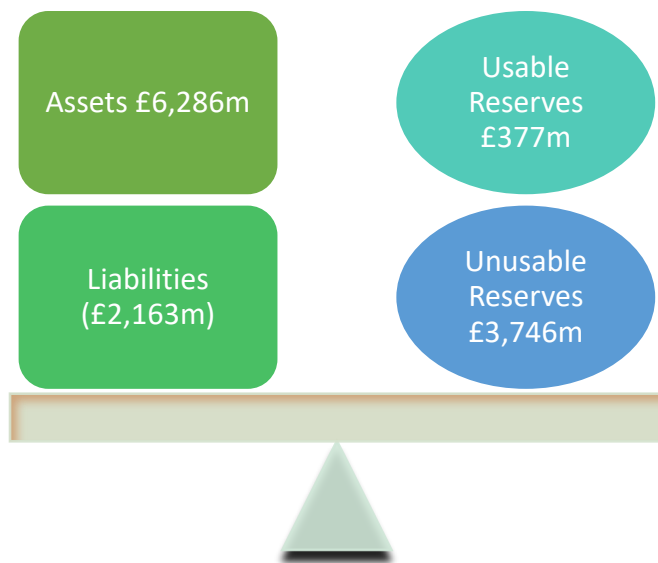 Assets £6,286m
Usable
Reserves
£377m
Liabilities
(£2,163m)
Unusable
Reserves
£3,746m